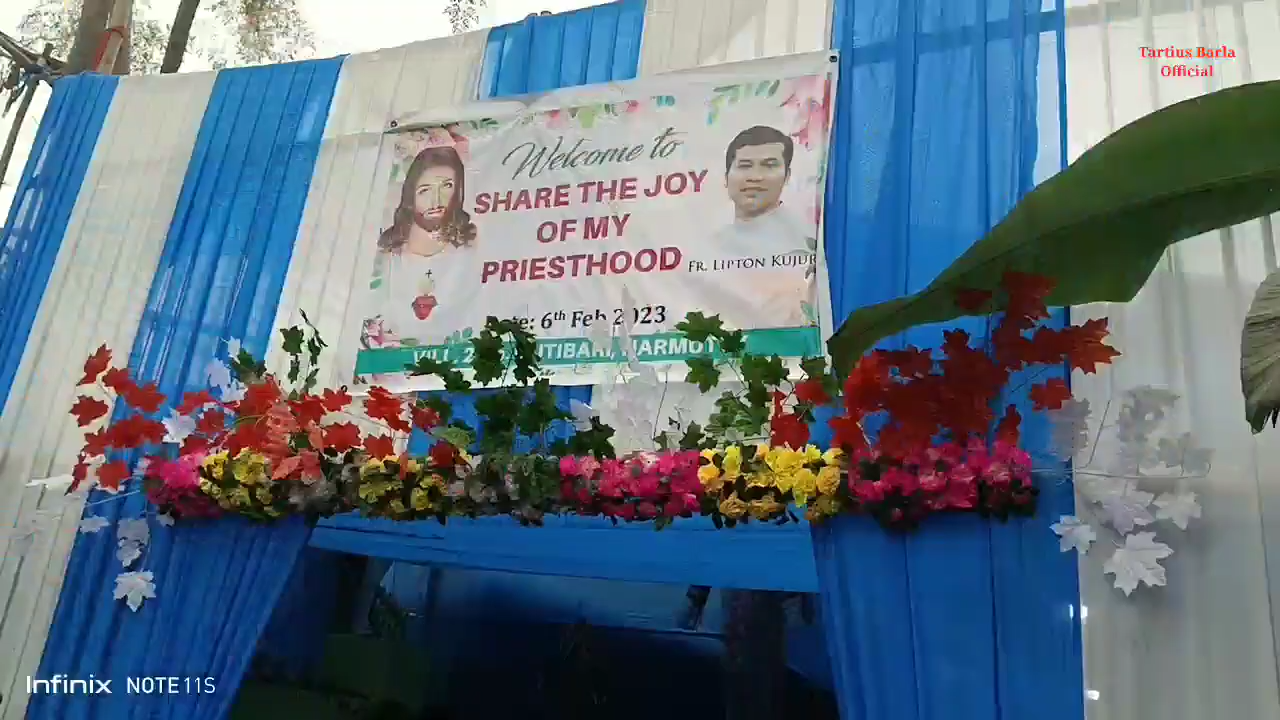 Tartius Barla
Official
Welcome to
SHARE THE JOY
OF MY
PRIESTHOOD
FR. LIPTON KUJUR
6th Feb 2023
VILL
Infinix NOTE 11S